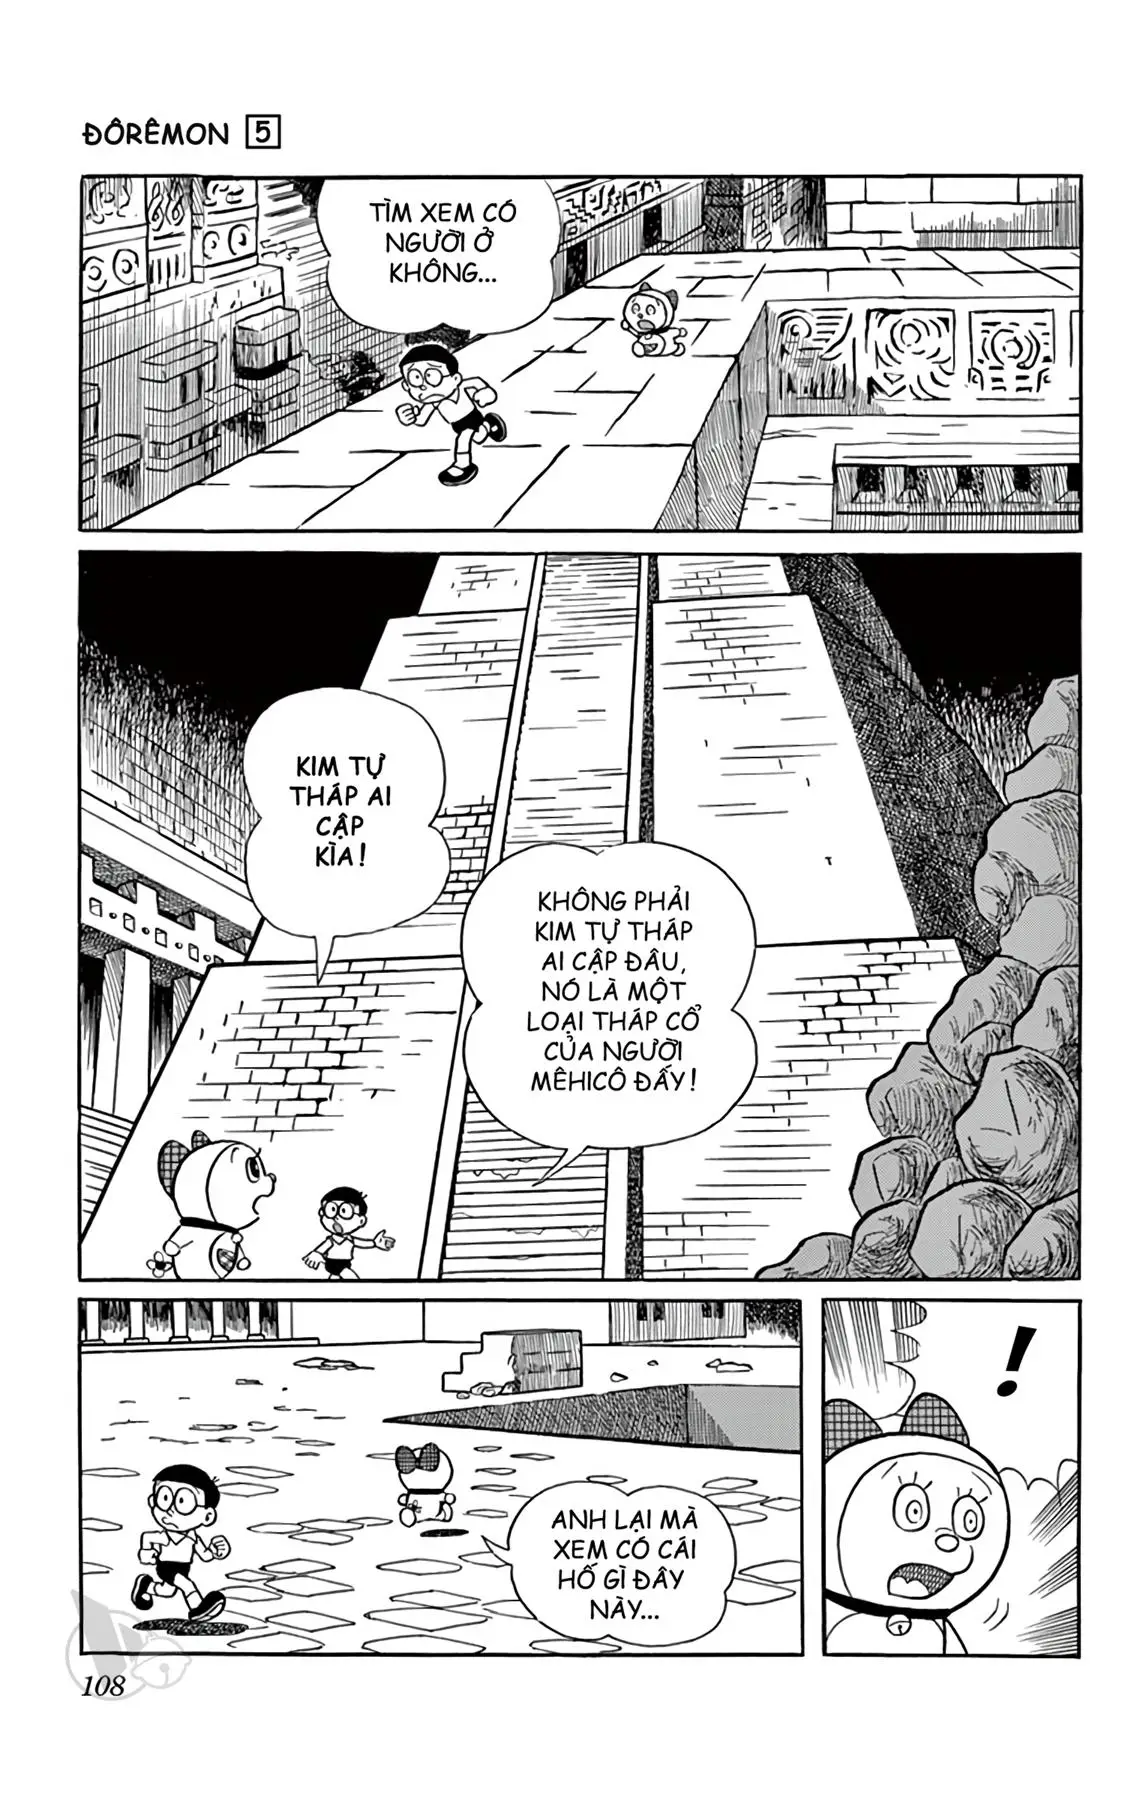 ĐÔRÊMON 5
TÌM XEM CÓ
NGƯỜI Ở
KHÔNG...
KIM TỰ
THÁP AI
CẬP
KÌA!
KHÔNG PHẢI
KIM TỰ THÁP
AI CẬP ĐÂU,
NÓ LÀ MỘT
LOẠI THÁP CỔ
CỦA NGƯỜI
MÊHICÔ ĐẤY!
ANH LẠI MÀ
XEM CÓ CÁI
HỐ GÌ ĐÂY
NÀY...
!
108